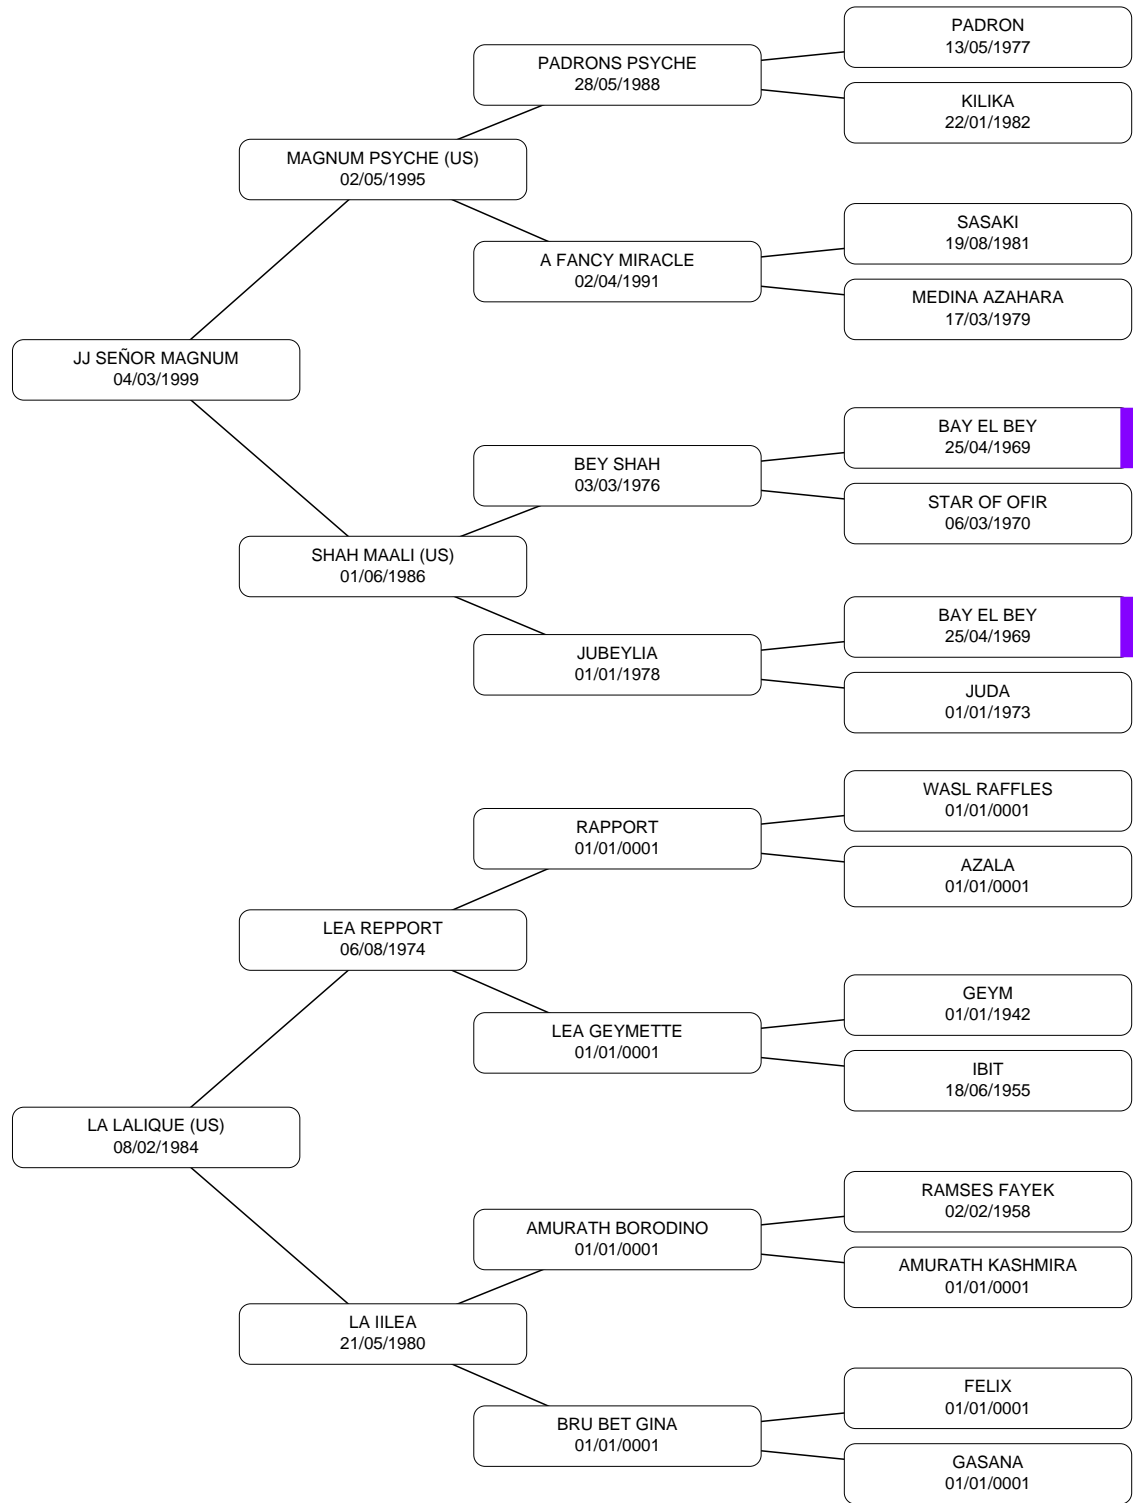 PADRON
13/05/1977
PADRONS PSYCHE
28/05/1988
KILIKA
22/01/1982
MAGNUM PSYCHE (US)
02/05/1995
SASAKI
19/08/1981
A FANCY MIRACLE
02/04/1991
MEDINA AZAHARA
17/03/1979
JJ SEÑOR MAGNUM
04/03/1999
BAY EL BEY
25/04/1969
BEY SHAH
03/03/1976
STAR OF OFIR
06/03/1970
SHAH MAALI (US)
01/06/1986
BAY EL BEY
25/04/1969
JUBEYLIA
01/01/1978
JUDA
01/01/1973
WASL RAFFLES
01/01/0001
RAPPORT
01/01/0001
AZALA
01/01/0001
LEA REPPORT
06/08/1974
GEYM
01/01/1942
LEA GEYMETTE
01/01/0001
IBIT
18/06/1955
LA LALIQUE (US)
08/02/1984
RAMSES FAYEK
02/02/1958
AMURATH BORODINO
01/01/0001
AMURATH KASHMIRA
01/01/0001
LA IILEA
21/05/1980
FELIX
01/01/0001
BRU BET GINA
01/01/0001
GASANA
01/01/0001